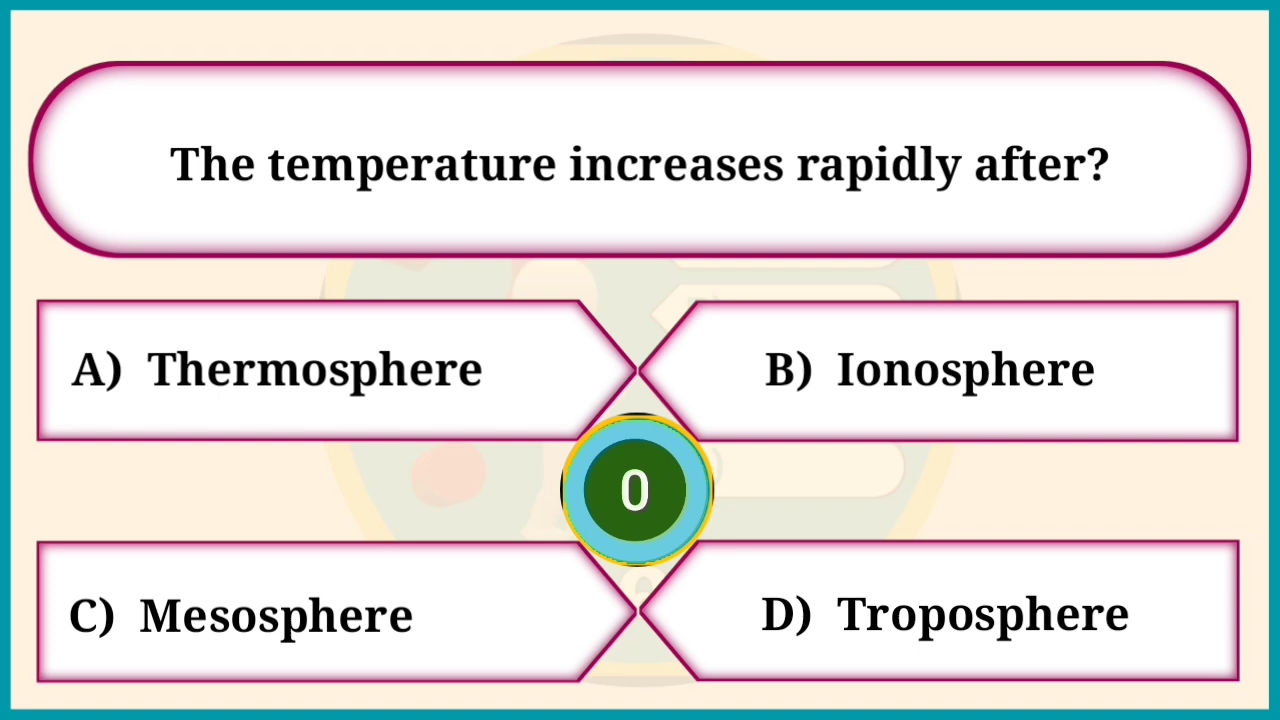 The temperature increases rapidly after?
A) Thermosphere
B) Ionosphere
0
C) Mesosphere
D) Troposphere